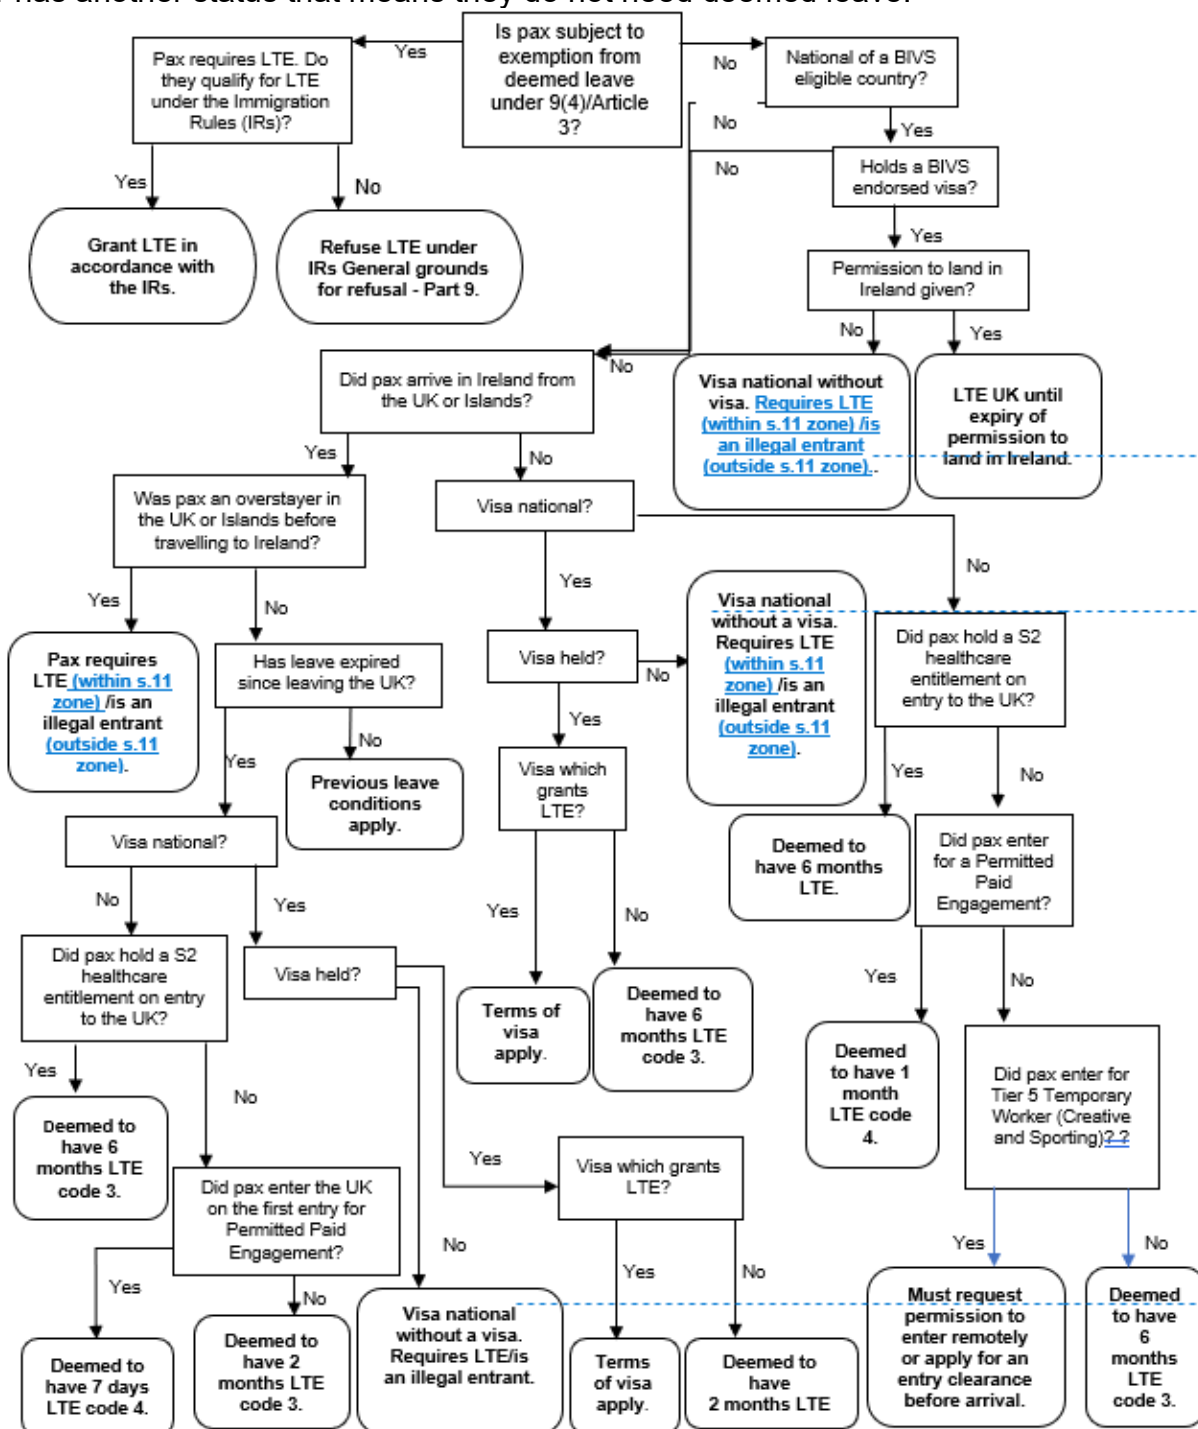 has another status that means they do not need deemed leave.
Is pax subject to
exemption from
deemed leave
under 9(4)/Article
3?
Yes
No
Pax requires LTE. Do
they qualify for LTE
under the Immigration
Rules (IRs)?
National of a BIVS
eligible country?
No
Yes
Yes
No
No
Holds a BIVS
endorsed visa?
Yes
Grant LTE in
accordance with
the IRs.
Refuse LTE under
IRs General grounds
for refusal - Part 9.
Permission to land in
Ireland given?
No
Yes
No
Did pax arrive in Ireland from
the UK or Islands?
Visa national without
visa. Requires LTE
(within s.11 zone) /is
an illegal entrant
(outside s.11 zone)..
LTE UK until
expiry of
permission to
land in Ireland.
Yes
No
Was pax an overstayer in
the UK or Islands before
travelling to Ireland?
Visa national?
Yes
No
Yes
No
Pax requires
LTE (within s.11
zone) /is an
illegal entrant
(outside s.11
zone).
Has leave expired
since leaving the UK?
Visa held?
No
Visa national
without a visa.
Requires LTE
(within s.11
zone) /is an
illegal entrant
(outside s.11
zone).
Did pax hold a S2
healthcare
entitlement on
entry to the UK?
Yes
No
Yes
Yes
No
Previous leave
conditions
apply.
Visa which
grants
LTE?
Deemed to
have 6 months
LTE.
Did pax enter
for a Permitted
Paid
Engagement?
Visa national?
No
Yes
Yes
No
Yes
No
Did pax hold a S2
healthcare
entitlement on entry
to the UK?
Visa held?
Terms of
visa
apply.
Deemed to
have 6
months LTE
code 3.
Deemed
to have 1
month
LTE code
4.
Did pax enter for
Tier 5 Temporary
Worker (Creative
and Sporting)? ?
Yes
No
Deemed to
have 6
months LTE
code 3.
Yes
Visa which grants
LTE?
Did pax enter the UK
on the first entry for
Permitted Paid
Engagement?
No
Yes
No
Yes
No
Yes
No
Deemed to
have 7 days
LTE code 4.
Deemed to
have 2
months LTE
code 3.
Visa national
without a visa.
Requires LTE/is
an illegal entrant.
Terms
of visa
apply.
Deemed to
have
2 months LTE
Must request
permission to
enter remotely
or apply for an
entry clearance
before arrival.
Deemed
to have
6
months
LTE
code 3.